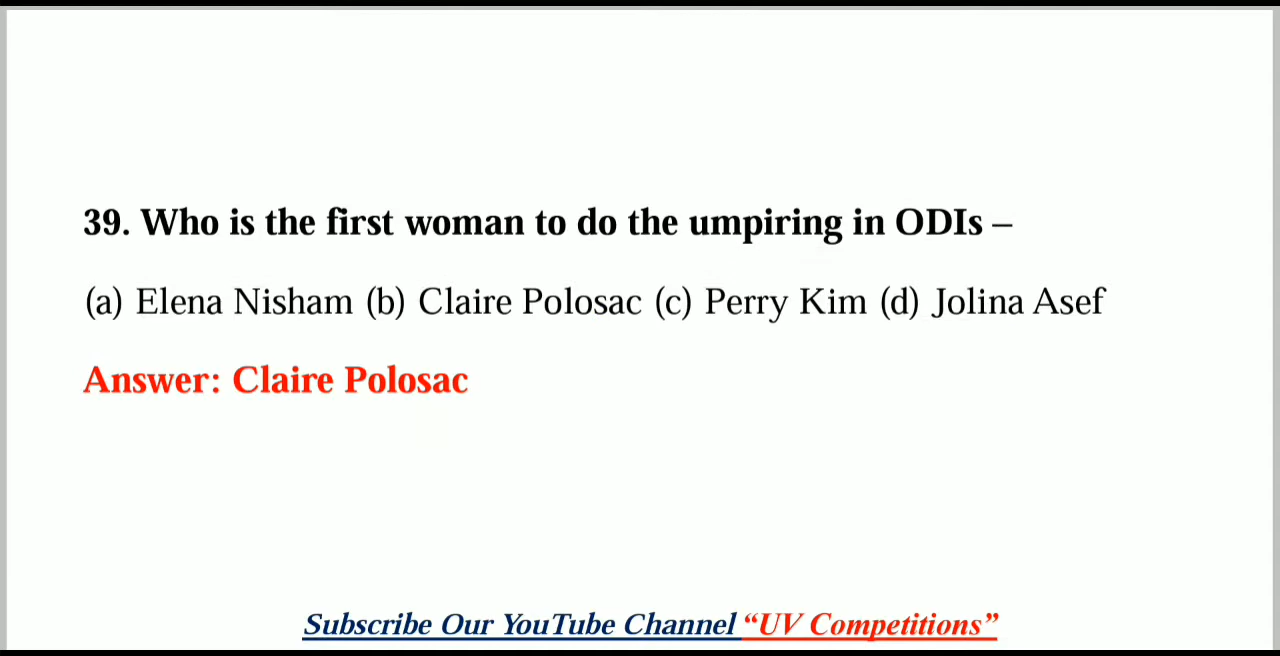 39. Who is the first woman to do the umpiring in ODIs –
(a) Elena Nisham (b) Claire Polosac (c) Perry Kim (d) Jolina Asef
Answer: Claire Polosac
Subscribe Our YouTube Channel “UV Competitions”